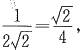 1/(2√2) = √2/4,